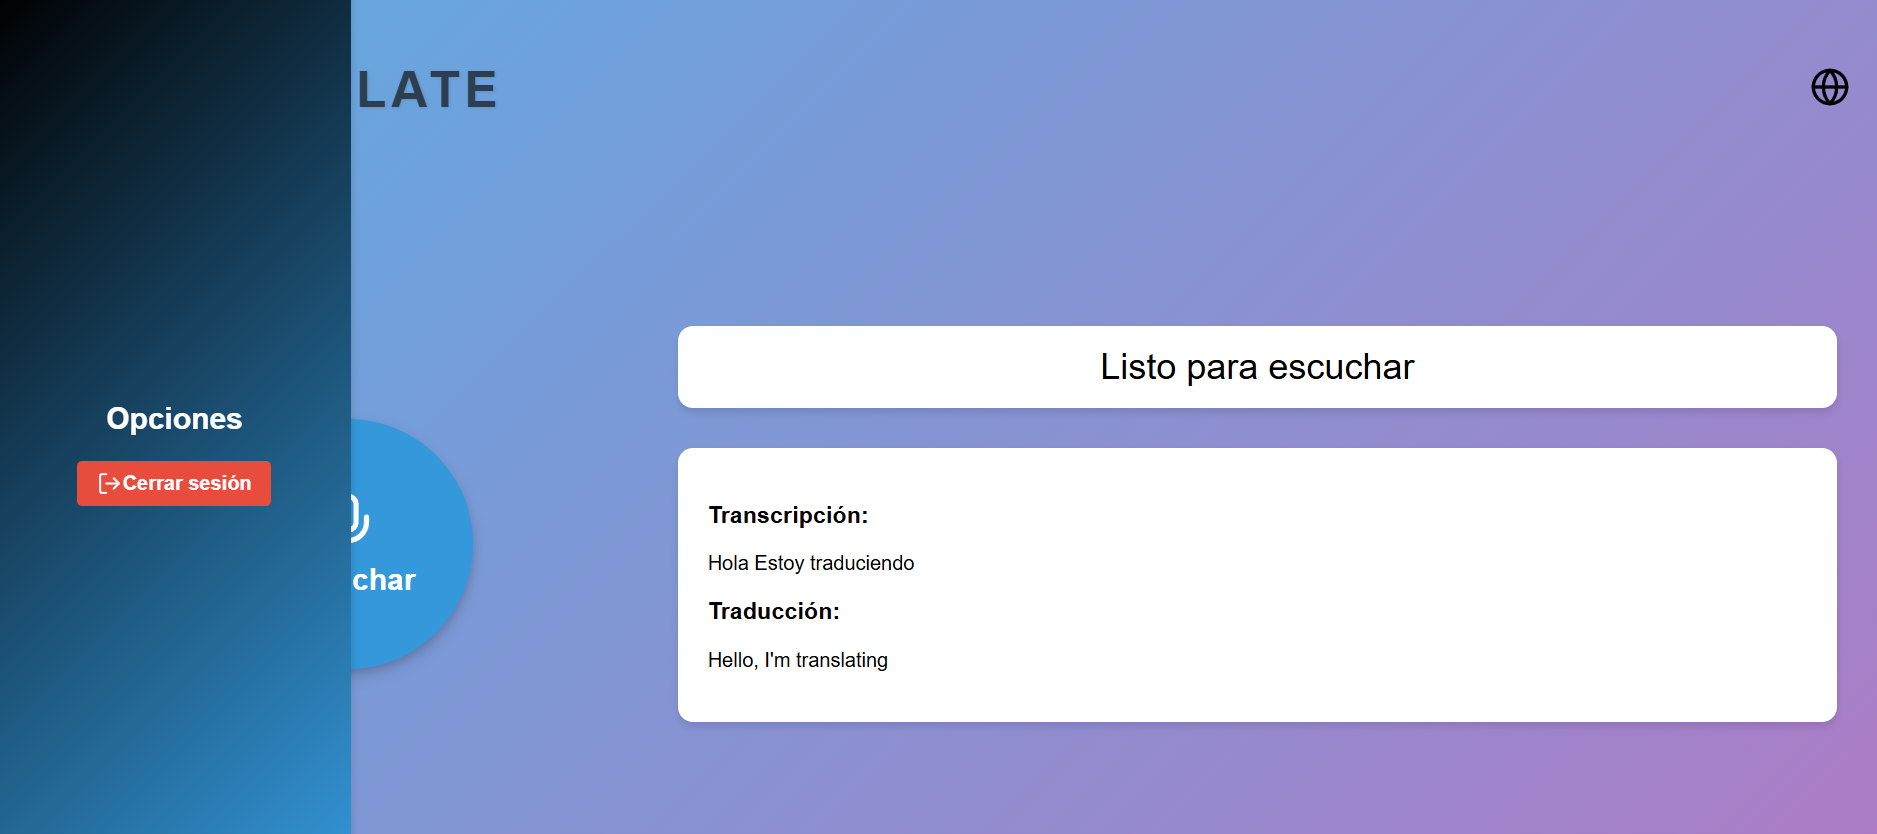 LATE
Listo para escuchar
Opciones
Cerrar sesión
char
Transcripción:
Hola Estoy traduciendo
Traducción:
Hello, I'm translating